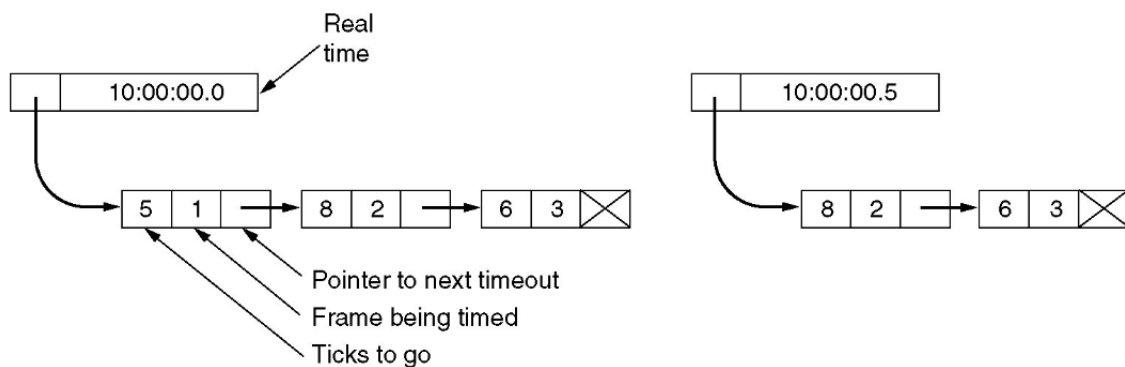 Real
time
10:00:00.0
10:00:00.5
5 1 8 2 6 3
8 2 6 3
Pointer to next timeout
Frame being timed
Ticks to go